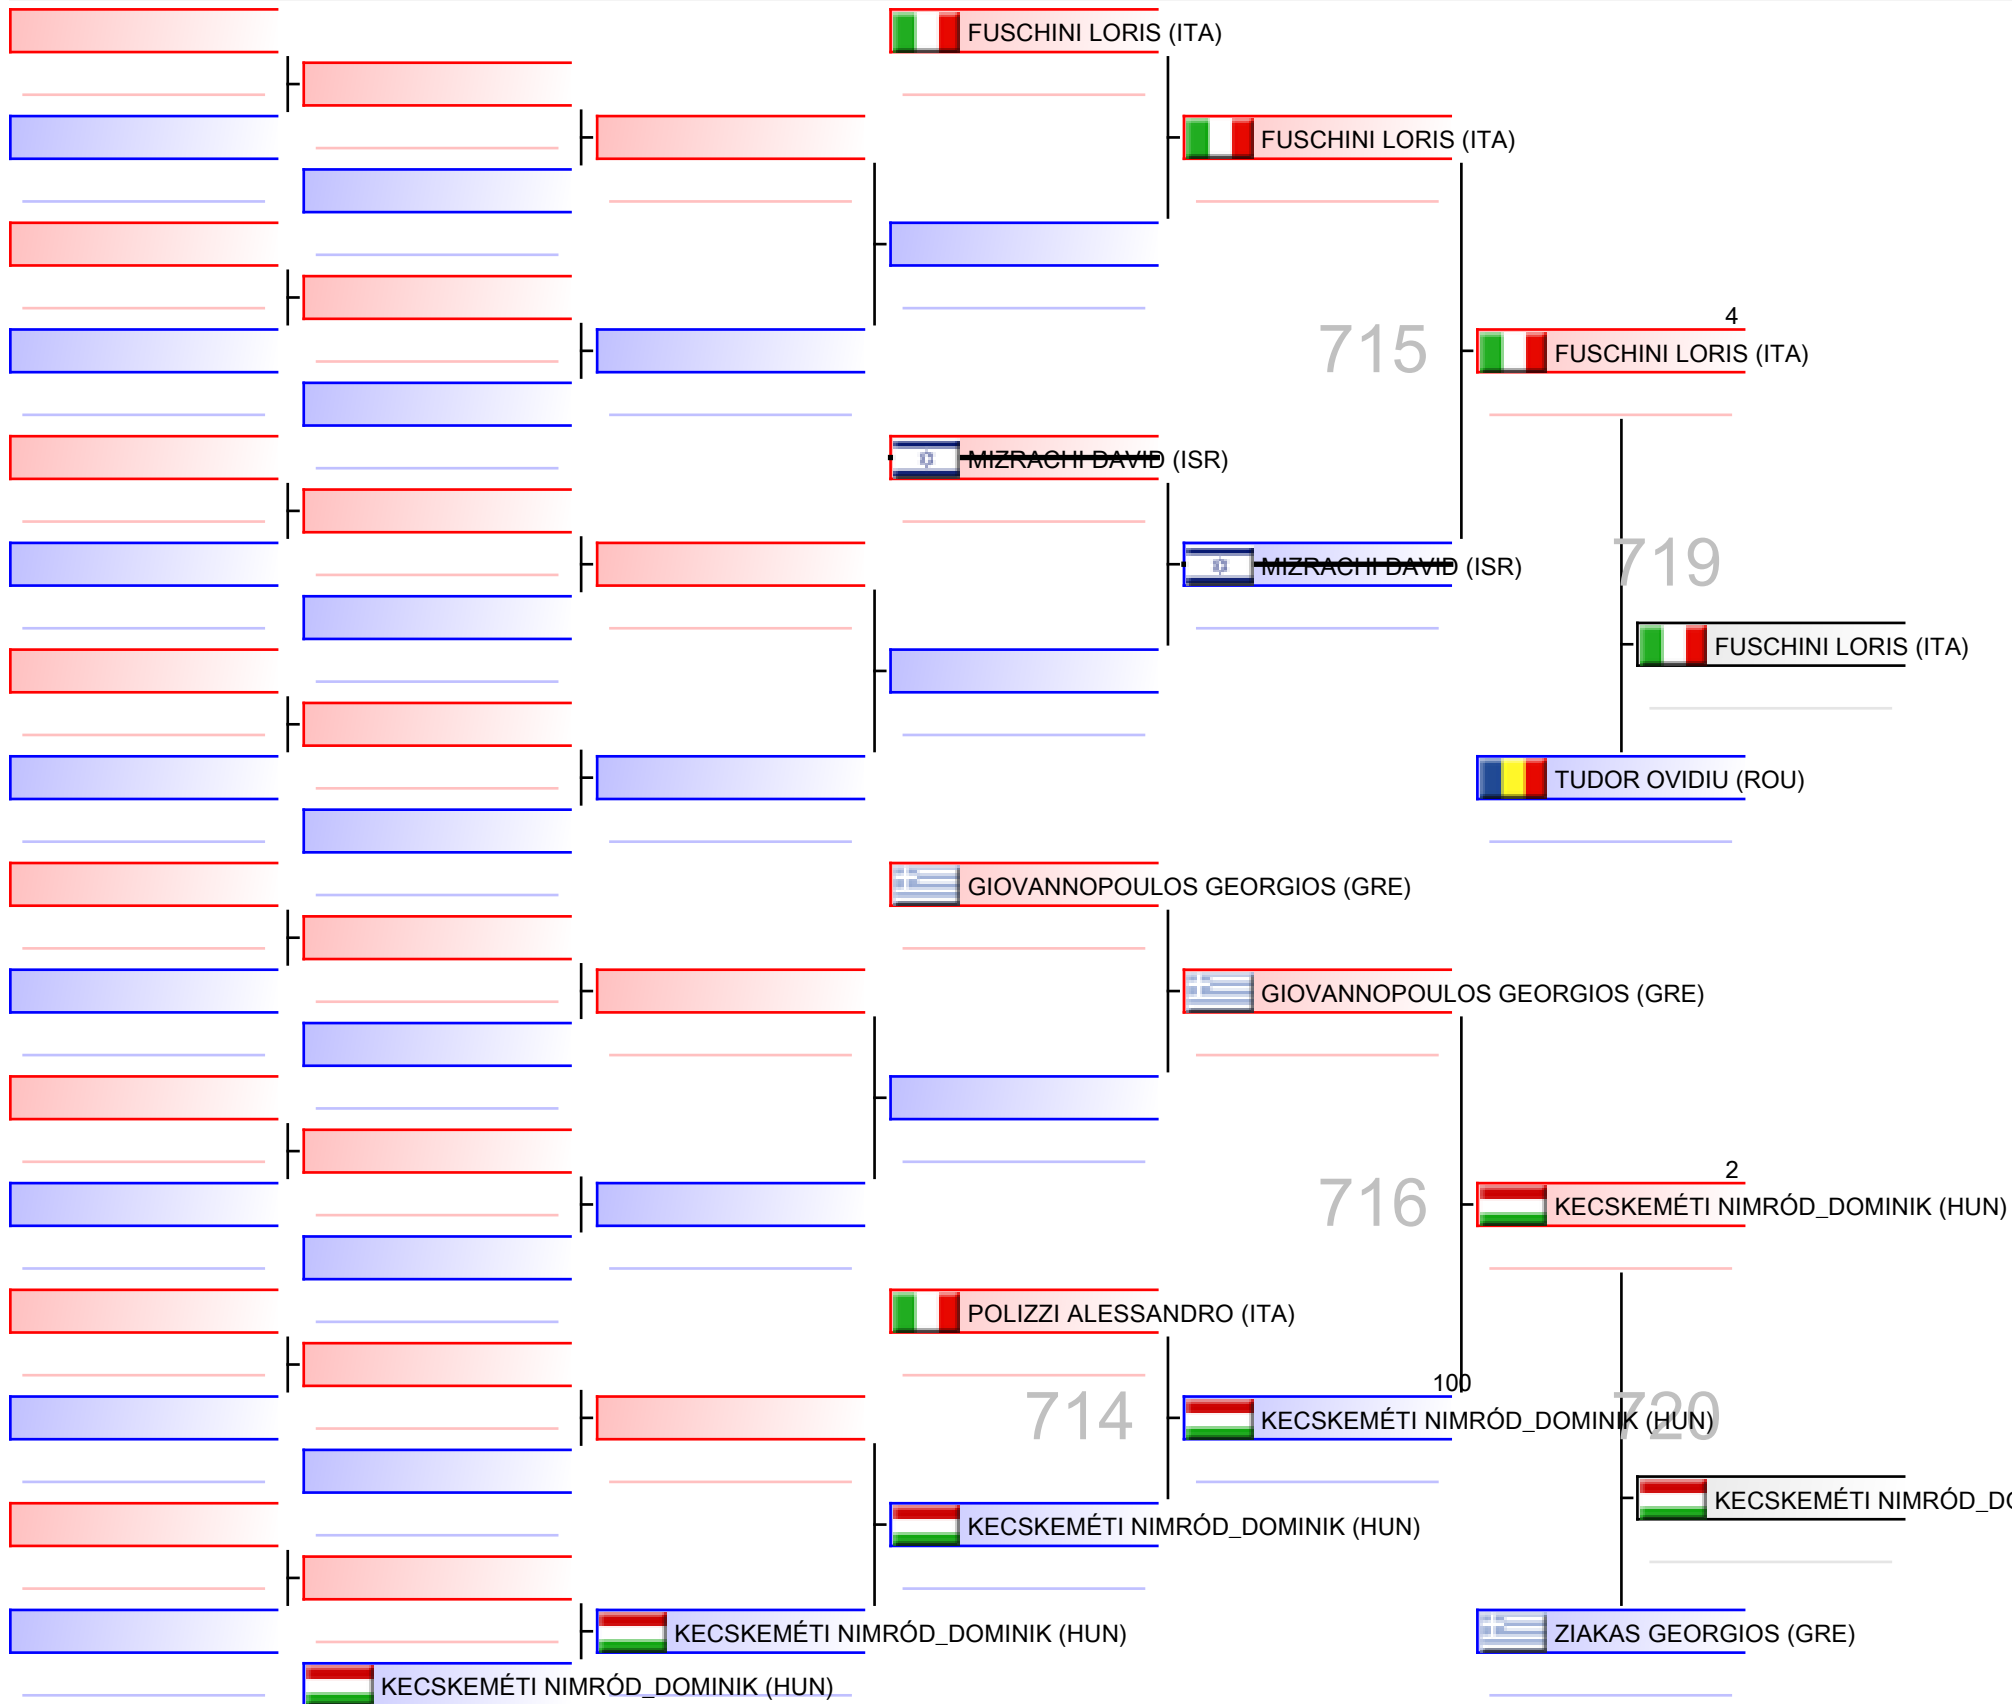 FUSCHINI LORIS (ITA)
FUSCHINI LORIS (ITA)
4
715
FUSCHINI LORIS (ITA)
MIZRACHI DAVID (ISR)
719
MIZRACHI DAVID (ISR)
FUSCHINI LORIS (ITA)
TUDOR OVIDIU (ROU)
GIOVANNOPOULOS GEORGIOS (GRE)
GIOVANNOPOULOS GEORGIOS (GRE)
2
716
KECSKEMÉTI NIMRÓD_DOMINIK (HUN)
POLIZZI ALESSANDRO (ITA)
100
714
KECSKEMÉTI NIMRÓD_DOMINIK (HUN)
720
KECSKEMÉTI NIMRÓD_DO
KECSKEMÉTI NIMRÓD_DOMINIK (HUN)
KECSKEMÉTI NIMRÓD_DOMINIK (HUN)
ZIAKAS GEORGIOS (GRE)
KECSKEMÉTI NIMRÓD_DOMINIK (HUN)